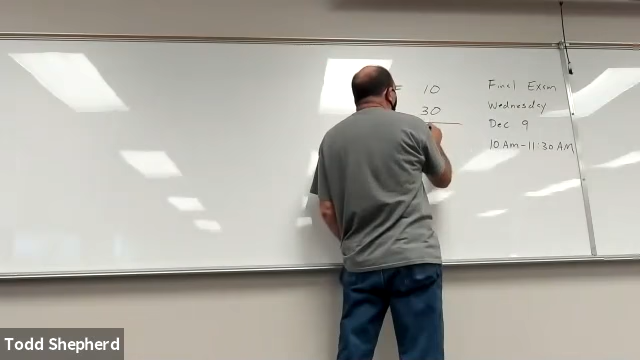 = 10
30
Final Exam
Wednesday
Dec 9
10 AM - 11:30 AM
Todd Shepherd